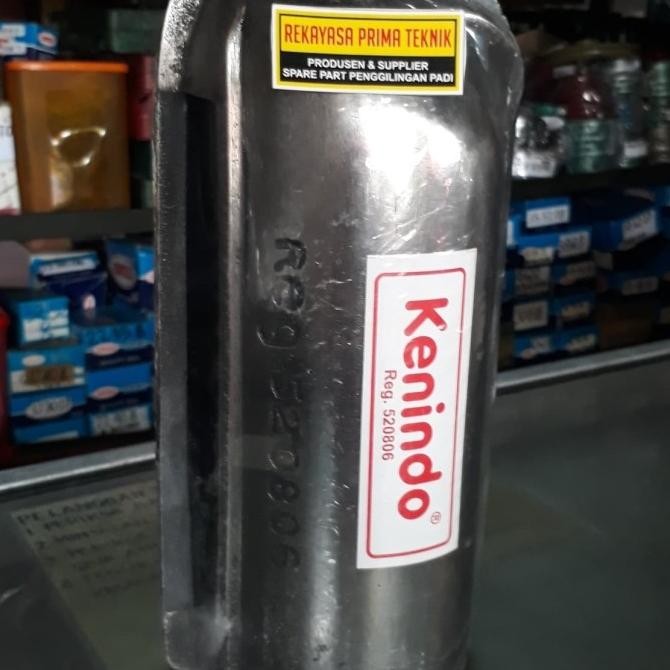 REKAYASA PRIMA TEKNIK
PRODUSEN & SUPPLIER
SPARE PART PENGGILINGAN PADI
Reg 520806
Kenindo®
Reg. 520806